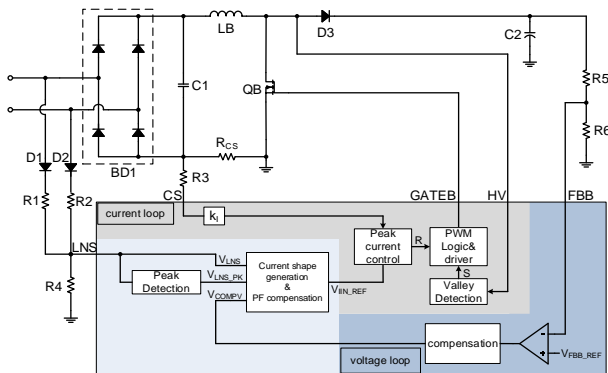 LB
D3
C2
C1
QB
R5
R6
D1
D2
BD1
RCS
R3
R1
R2
CS
GATEB
HV
FBB
current loop
kI
LNS
R4
VLNS
VLNS_PK
VCOMPV
Peak
Detection
Current shape
generation
&
PF compensation
VIIN_REF
Peak
current
control
R
PWM
Logic&
driver
S
Valley
Detection
compensation
-
+
VFBB_REF
voltage loop